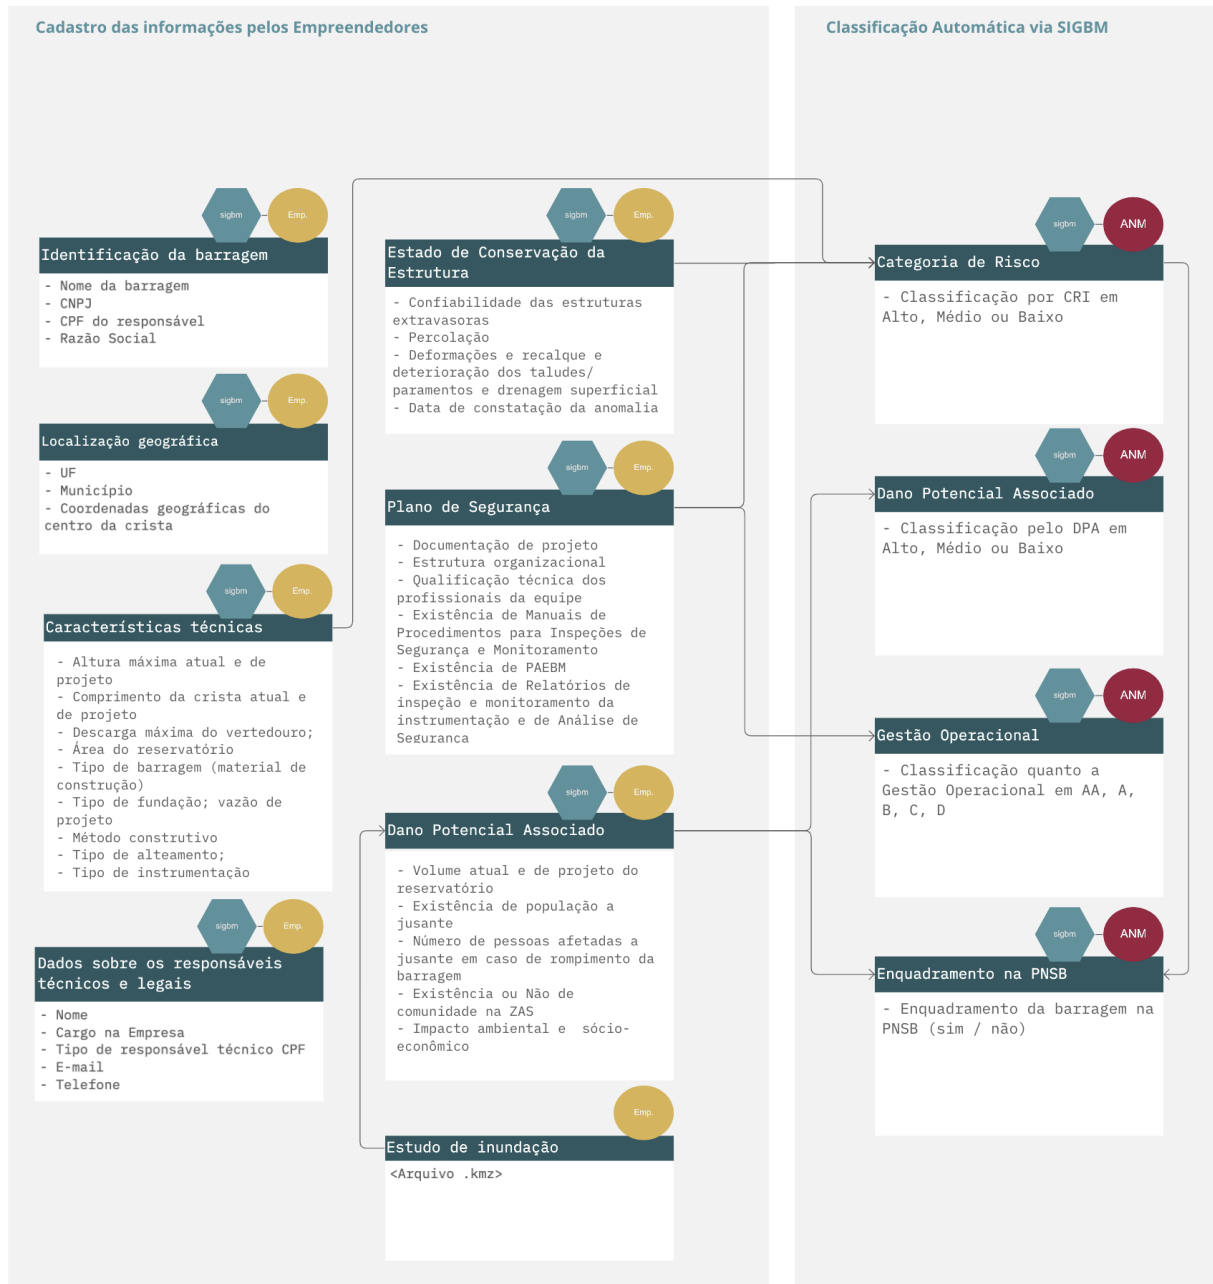 Cadastro das informações pelos Empreendedores
sigbm
Emp.
Identificação da barragem
- Nome da barragem
- CNPJ
- CPF do responsável
- Razão Social
sigbm
Emp.
Localização geográfica
- UF
- Município
- Coordenadas geográficas do
centro da crista
sigbm
Emp.
Características técnicas
- Altura máxima atual e de
projeto
- Comprimento da crista atual e
de projeto
- Descarga máxima do vertedouro;
- Área do reservatório
- Tipo de barragem (material de
construção)
- Tipo de fundação; vazão de
projeto
- Método construtivo
- Tipo de alteamento;
- Tipo de instrumentação
sigbm
Emp.
Dados sobre os responsáveis
técnicos e legais
- Nome
- Cargo na Empresa
- Tipo de responsável técnico CPF
- E-mail
- Telefone
sigbm
Emp.
Estado de Conservação da
Estrutura
- Confiabilidade das estruturas
extravasoras
- Percolação
- Deformações e recalque e
deterioração dos taludes/
paramentos e drenagem superficial
- Data de constatação da anomalia
sigbm
Emp.
Plano de Segurança
- Documentação de projeto
- Estrutura organizacional
- Qualificação técnica dos
profissionais da equipe
- Existência de Manuais de
Procedimentos para Inspeções de
Segurança e Monitoramento
- Existência de PAEBM
- Existência de Relatórios de
inspeção e monitoramento da
instrumentação e de Análise de
Segurança
sigbm
Emp.
Dano Potencial Associado
- Volume atual e de projeto do
reservatório
- Existência de população a
jusante
- Número de pessoas afetadas a
jusante em caso de rompimento da
barragem
- Existência ou Não de
comunidade na ZAS
- Impacto ambiental e sócio-
econômico
Emp.
Estudo de inundação
<Arquivo .kmz>
Classificação Automática via SIGBM
sigbm
ANM
Categoria de Risco
- Classificação por CRI em
Alto, Médio ou Baixo
sigbm
ANM
Dano Potencial Associado
- Classificação pelo DPA em
Alto, Médio ou Baixo
sigbm
ANM
Gestão Operacional
- Classificação quanto a
Gestão Operacional em AA, A,
B, C, D
sigbm
ANM
Enquadramento na PNSB
- Enquadramento da barragem na
PNSB (sim / não)